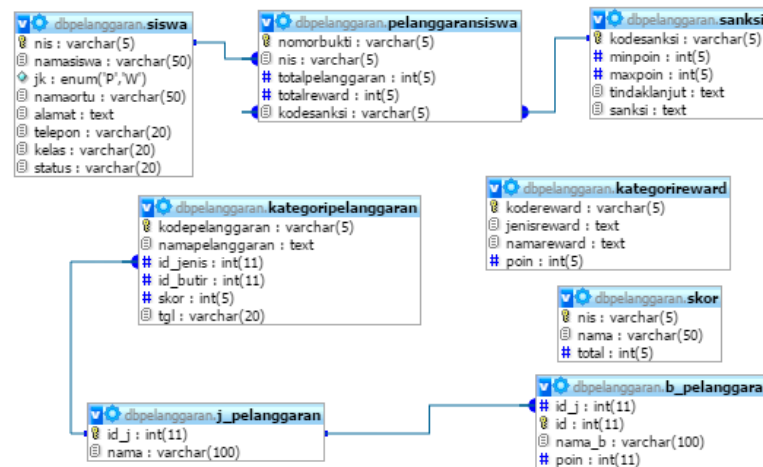 dbpelanggaran.siswa
nis : varchar(5)
namasiswa : varchar(50)
jk : enum('P','W')
namaortu : varchar(50)
alamat : text
telepon : varchar(20)
kelas : varchar(20)
status : varchar(20)
dbpelanggaran.pelanggaransiswa
nomorbukti : varchar(5)
nis : varchar(5)
totalpelanggaran : int(5)
totalreward : int(5)
kodesanksi : varchar(5)
dbpelanggaran.sanksi
kodesanksi : varchar(5)
minpoin : int(5)
maxpoin : int(5)
tindaklanjut : text
sanksi : text
dbpelanggaran.kategoripelanggaran
kodepelanggaran : varchar(5)
namapelanggaran : text
id_jenis : int(11)
id_butir : int(11)
skor : int(5)
tgl : varchar(20)
dbpelanggaran.kategorireward
kodereward : varchar(5)
jenisreward : text
namareward : text
poin : int(5)
dbpelanggaran.skor
nis : varchar(5)
nama : varchar(50)
total : int(5)
dbpelanggaran.j_pelanggaran
id_j : int(11)
nama : varchar(100)
dbpelanggaran.b_pelanggara
id_j : int(11)
id : int(11)
nama_b : varchar(100)
poin : int(11)